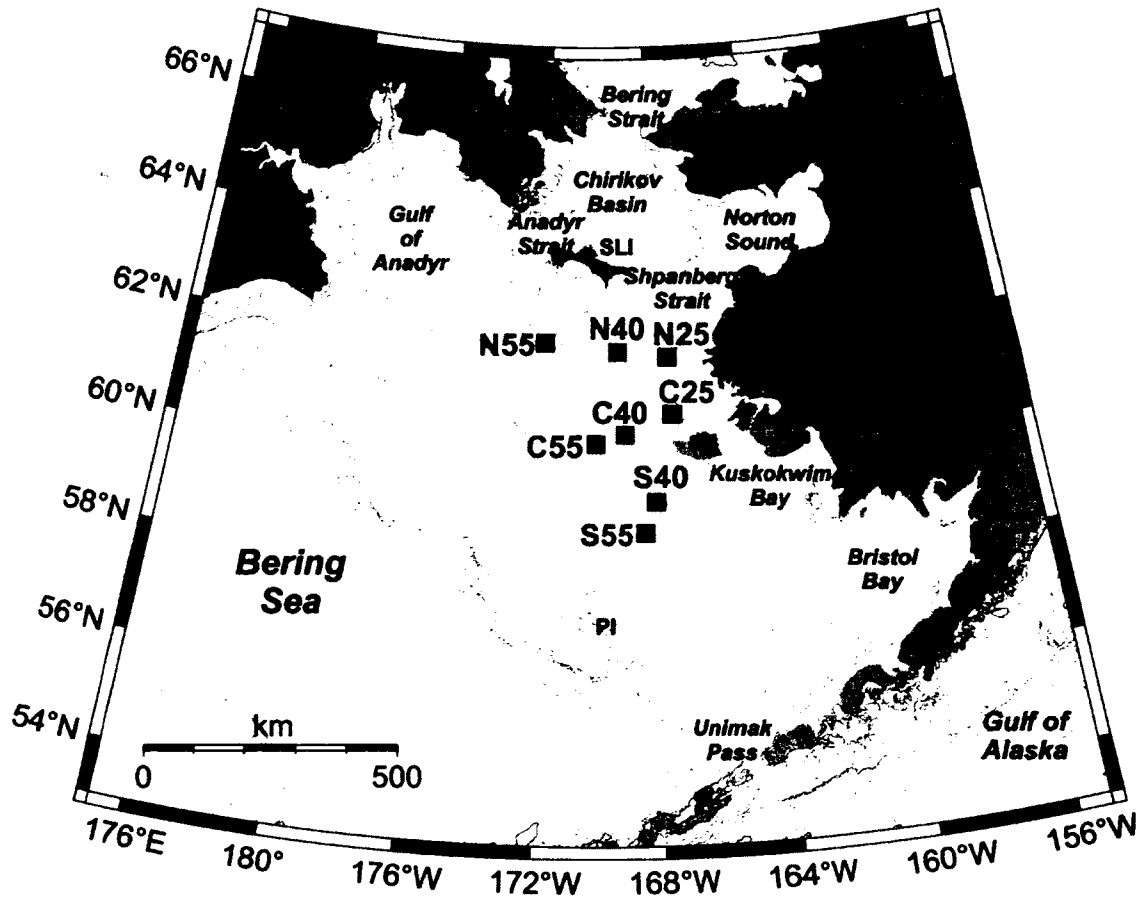 66°N
Bering
Strait
64°N
Chirikov
Basin
Gulf
of
Anadyr
Anadyr
Strait
SLI
Norton
Sound
62°N
Shpanberg
Strait
N55
N40
N25
60°N
C25
C40
C55
S40
Kuskokwim
Bay
58°N
S55
Bering
Sea
Bristol
Bay
56°N
PI
54°N
km
0
500
Unimak
Pass
Gulf of
Alaska
176°E
180°
176°W
172°W
168°W
164°W
160°W
156°W